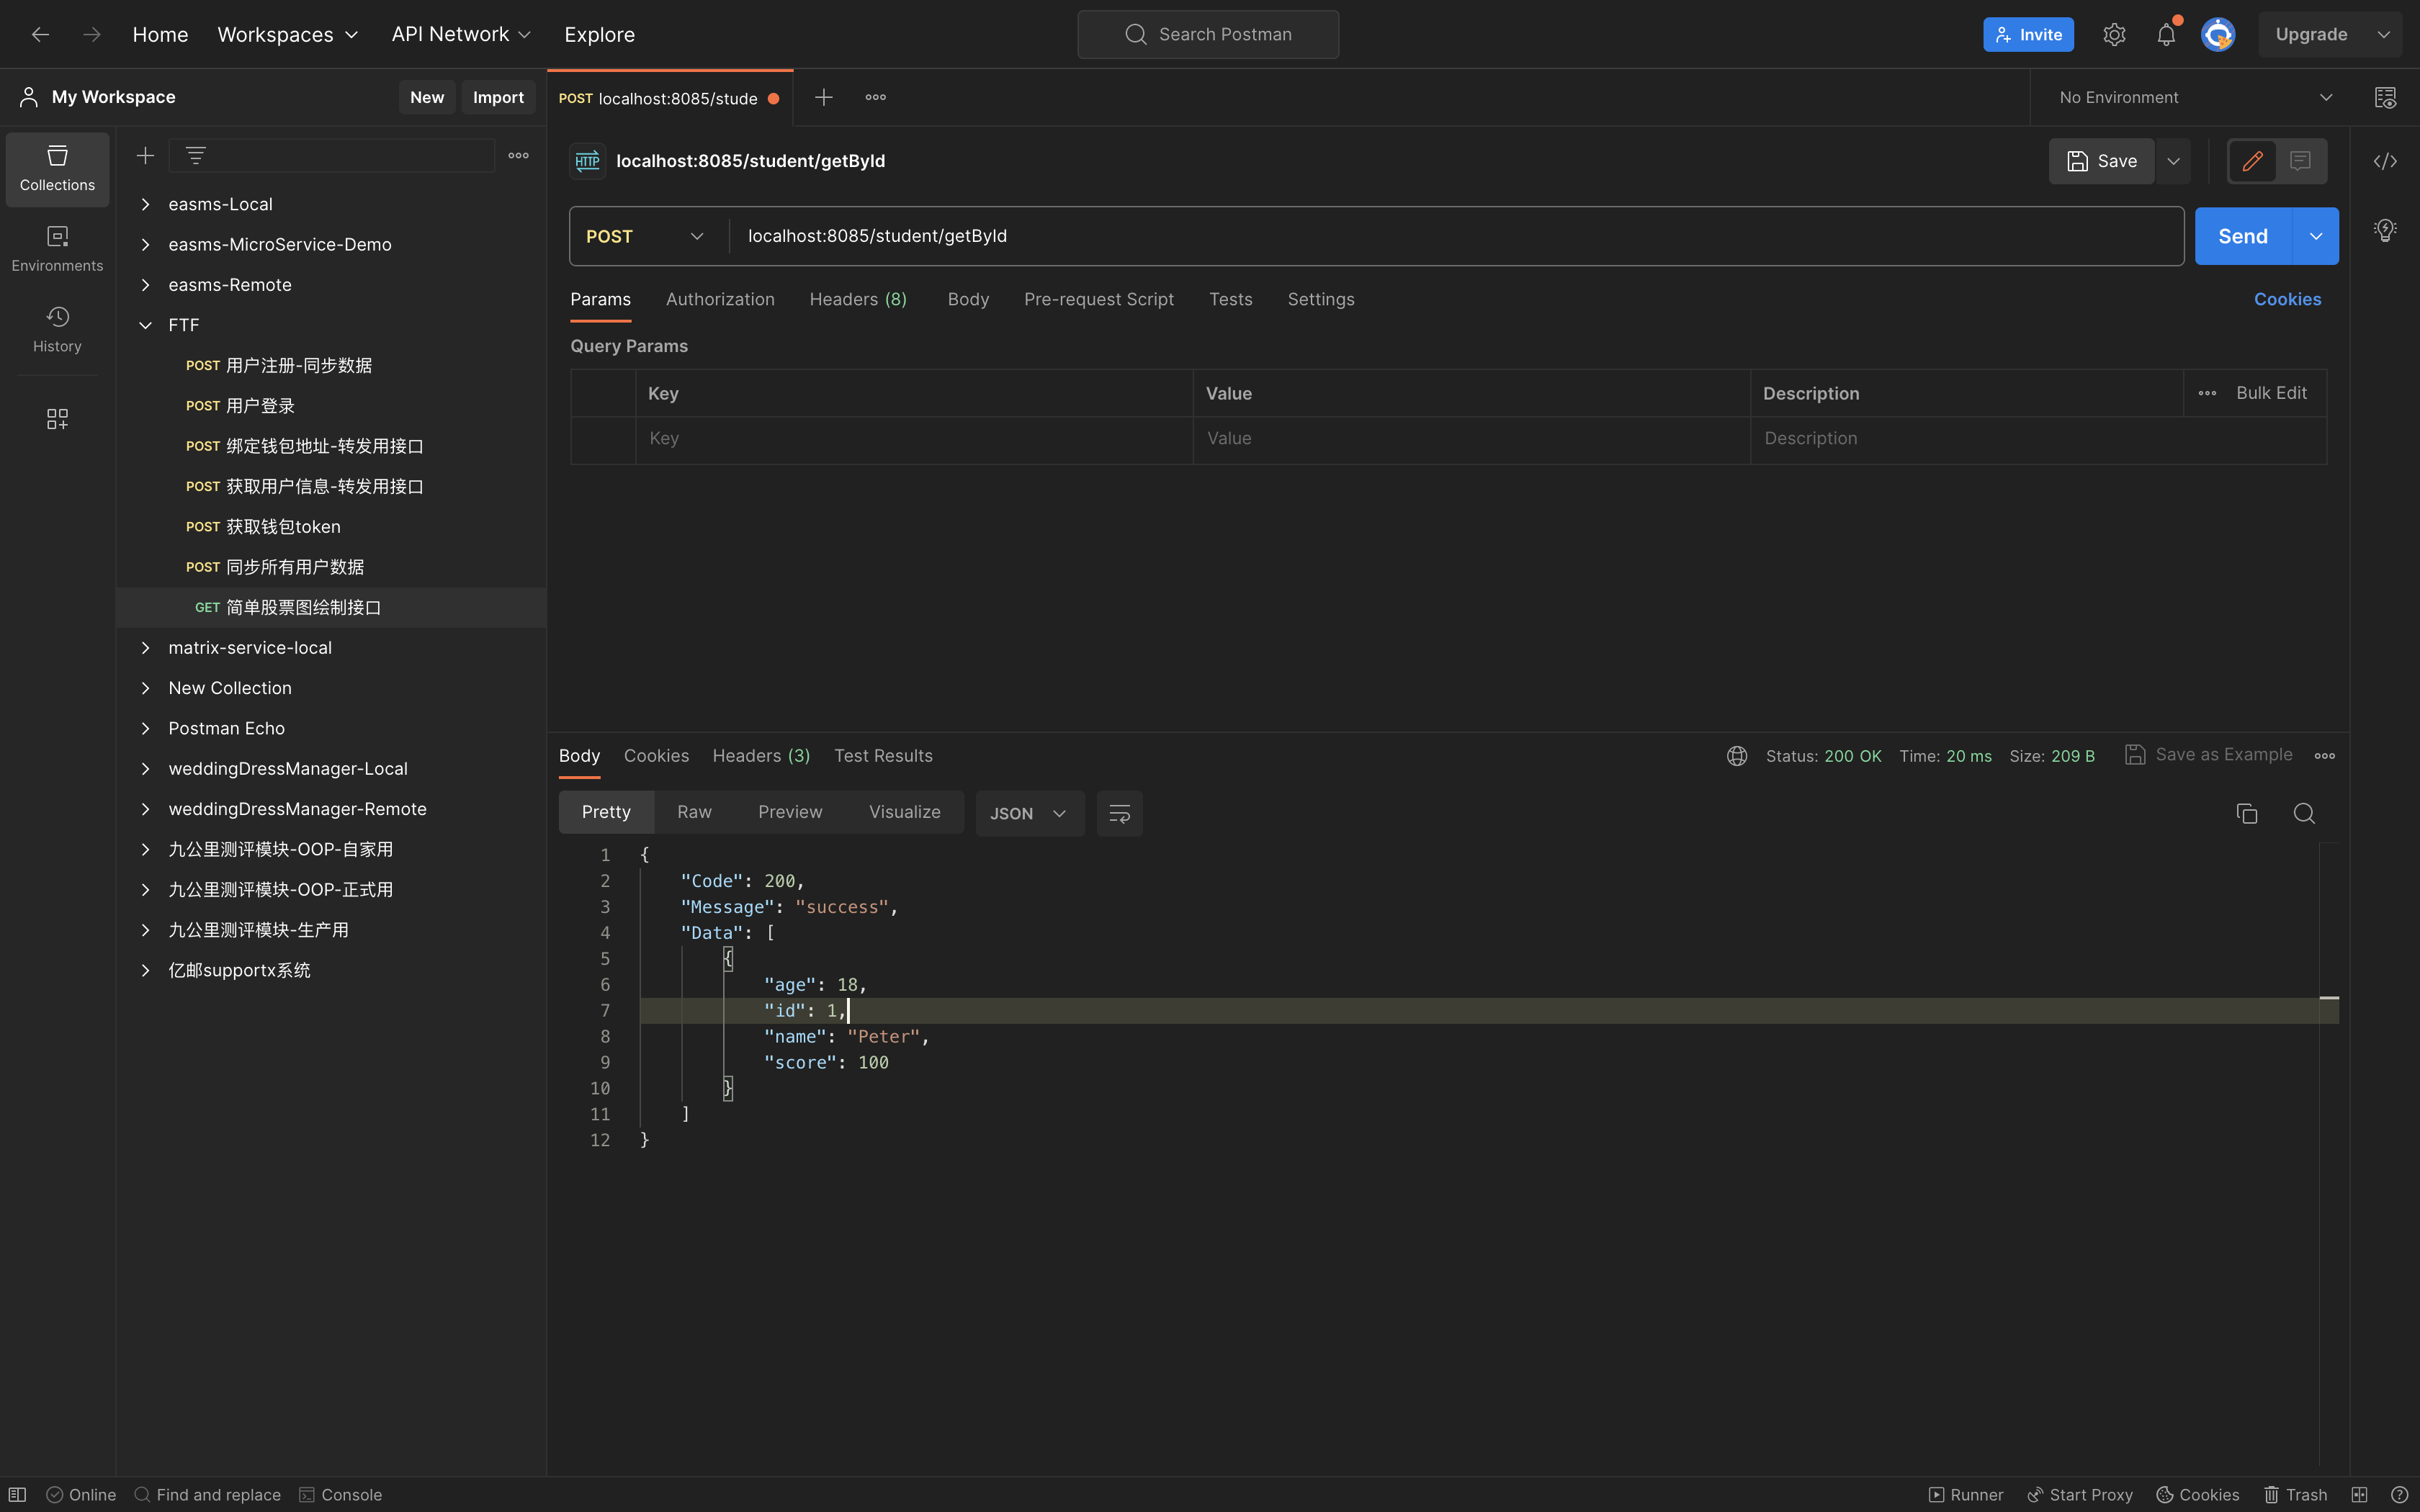 Home Workspaces API Network Explore Search Postman Invite Upgrade
My Workspace New Import POST localhost:8085/stude No Environment
Collections
Environments
History
easms-Local
easms-MicroService-Demo
easms-Remote
FTF
POST 用户注册-同步数据
POST 用户登录
POST 绑定钱包地址-转发用接口
POST 获取用户信息-转发用接口
POST 获取钱包token
POST 同步所有用户数据
GET 简单股票图绘制接口
matrix-service-local
New Collection
Postman Echo
weddingDressManager-Local
weddingDressManager-Remote
九公里测评模块-OOP-自家用
九公里测评模块-OOP-正式用
九公里测评模块-生产用
亿邮supportx系统
HTTP localhost:8085/student/getById Save
POST localhost:8085/student/getById Send
Params Authorization Headers (8) Body Pre-request Script Tests Settings Cookies
Query Params
Key Value Description Bulk Edit
Key Value Description
Body Cookies Headers (3) Test Results Status: 200 OK Time: 20 ms Size: 209 B Save as Example
Pretty Raw Preview Visualize JSON
1 {
2 "Code": 200,
3 "Message": "success",
4 "Data": [
5 {
6 "age": 18,
7 "id": 1,
8 "name": "Peter",
9 "score": 100
10 }
11 ]
12 }
Online Find and replace Console Runner Start Proxy Cookies Trash